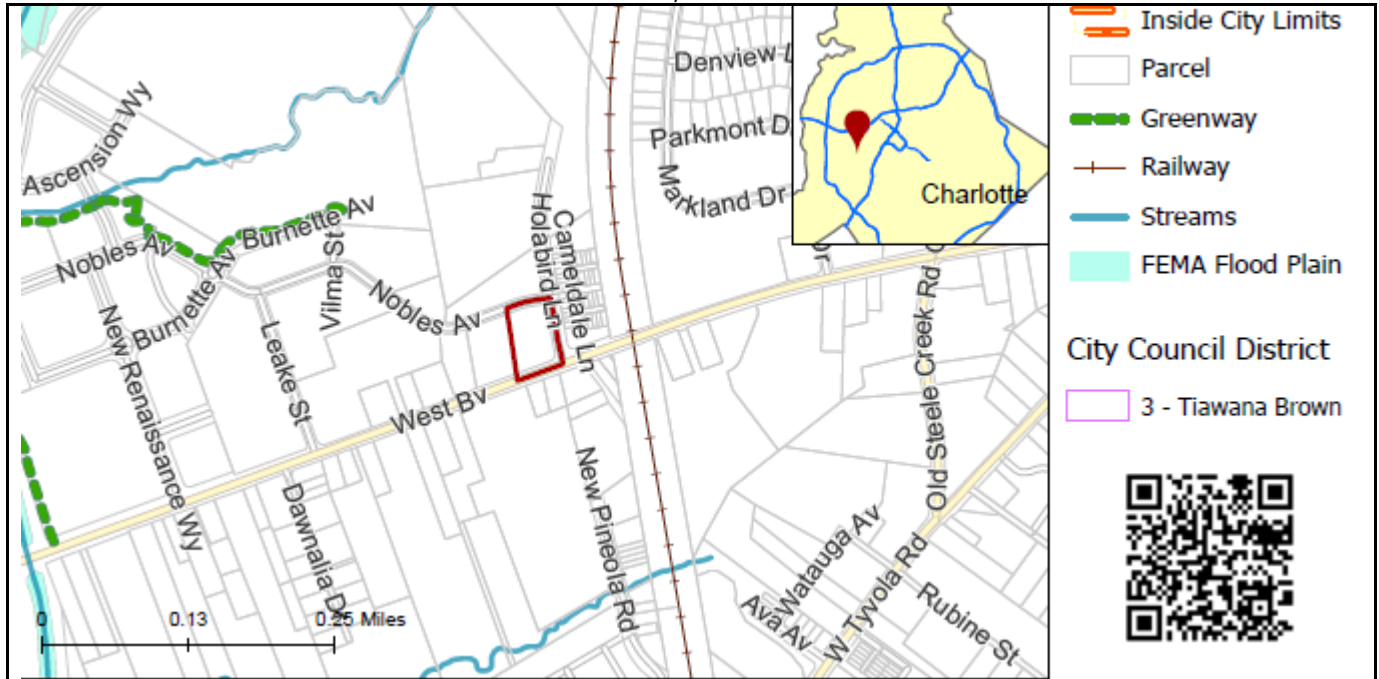 Denview
Parkmont D
Markland Dr
Ascension Wy
Nobles Av
Burnette Av
Burnette Av
Vilma St
Nobles Av
Leake St
New Renaissance Wy
Holabird Ln
Cameldale Ln
West Bv
Dawnalia D
New Pineola Rd
Dr
Old Steele Creek Rd
Watauga Av
Ava Av
W Tyvola Rd
Rubine St
0 0.13 0.25 Miles
Charlotte
Inside City Limits
Parcel
Greenway
Railway
Streams
FEMA Flood Plain
City Council District
3 - Tiawana Brown